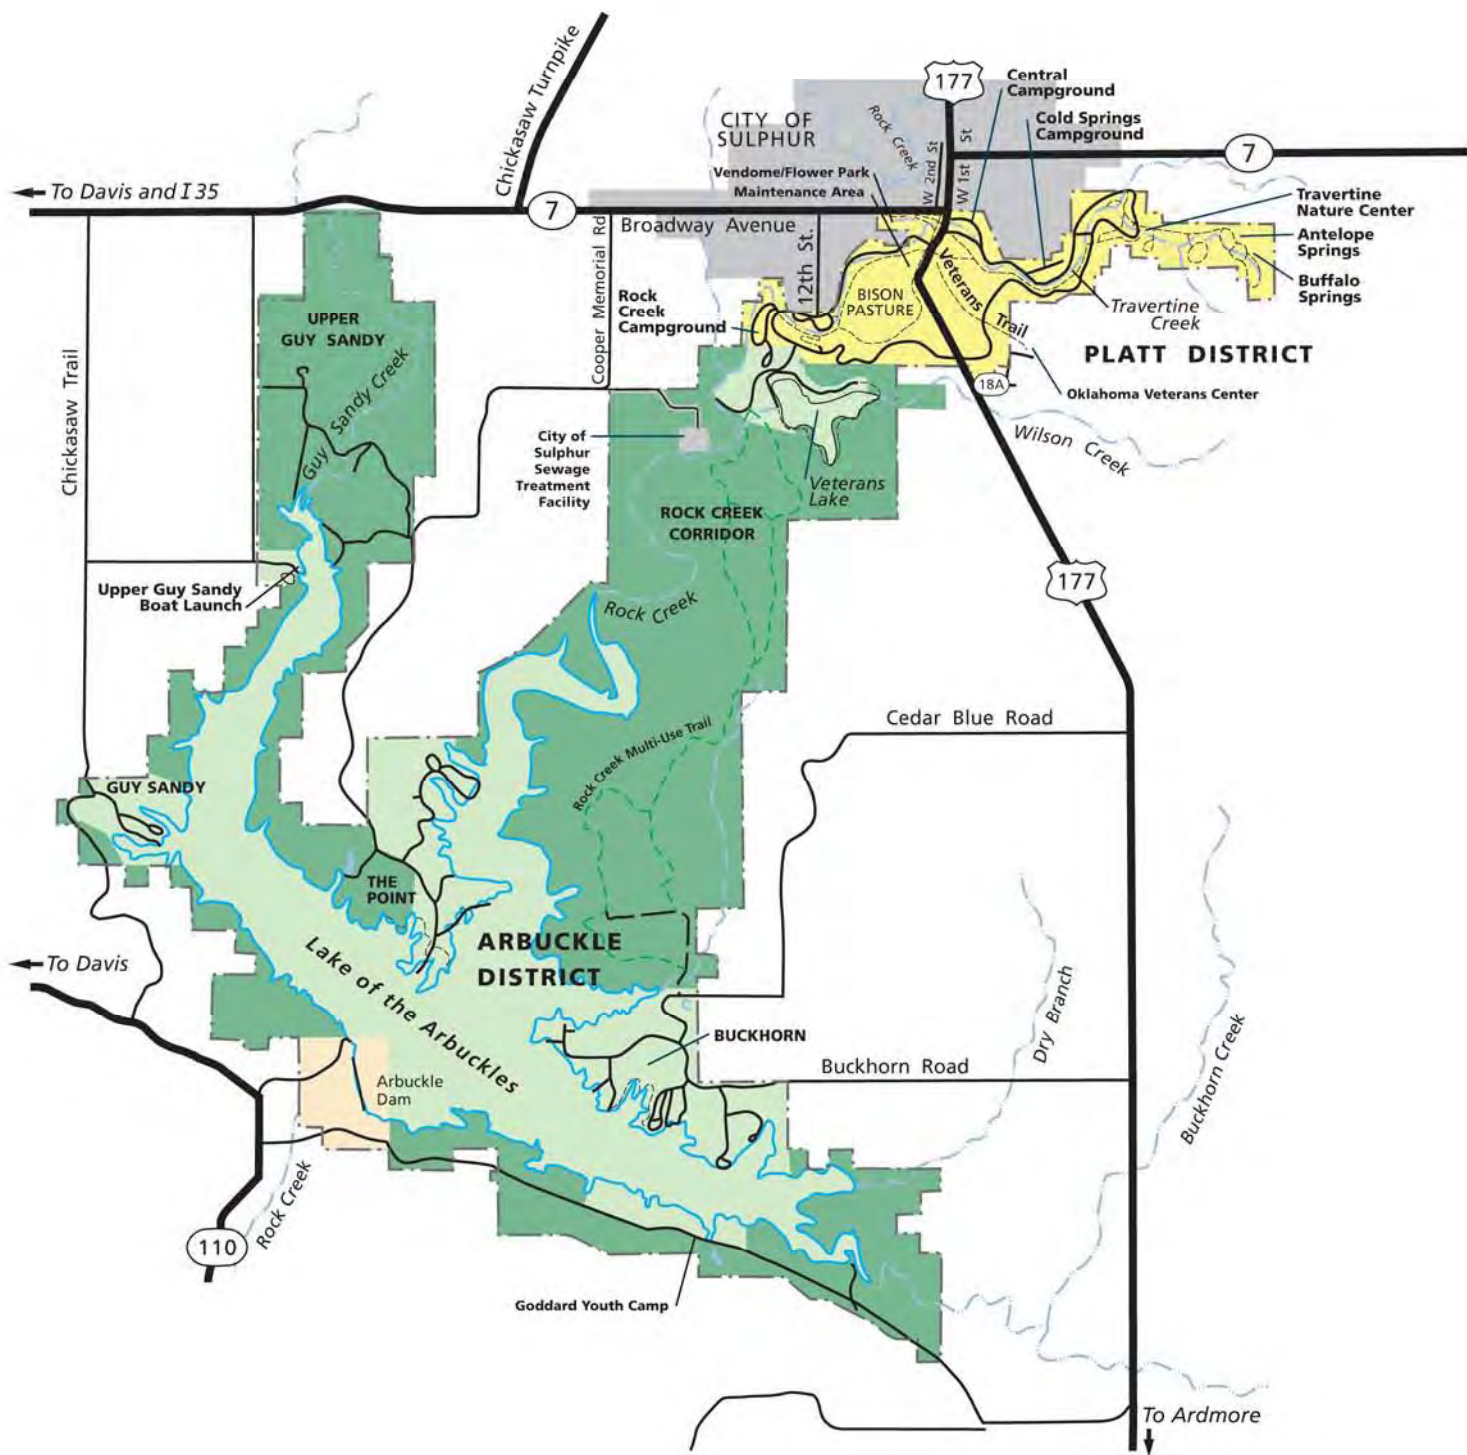 Chickasaw Turnpike
177
Central
Campground
CITY OF
SULPHUR
Rock Creek
W 2nd St
W 1st St
Cold Springs
Campground
7
To Davis and I 35
Vendome/Flower Park
Maintenance Area
7
Broadway Avenue
12th St.
Cooper Memorial Rd
Travertine
Nature Center
Antelope
Springs
Buffalo
Springs
Veterans Trail
Travertine
Creek
BISON
PASTURE
Rock
Creek
Campground
UPPER
GUY SANDY
Guy Sandy Creek
Chickasaw Trail
PLATT DISTRICT
18A
Oklahoma Veterans Center
Wilson Creek
City of
Sulphur
Sewage
Treatment
Facility
Veterans
Lake
ROCK CREEK
CORRIDOR
177
Upper Guy Sandy
Boat Launch
Rock Creek
Cedar Blue Road
Rock Creek Multi-Use Trail
GUY SANDY
THE
POINT
ARBUCKLE
DISTRICT
To Davis
Lake of the Arbuckles
Dry Branch
Buckhorn Creek
BUCKHORN
Buckhorn Road
Arbuckle
Dam
Rock Creek
110
Goddard Youth Camp
To Ardmore